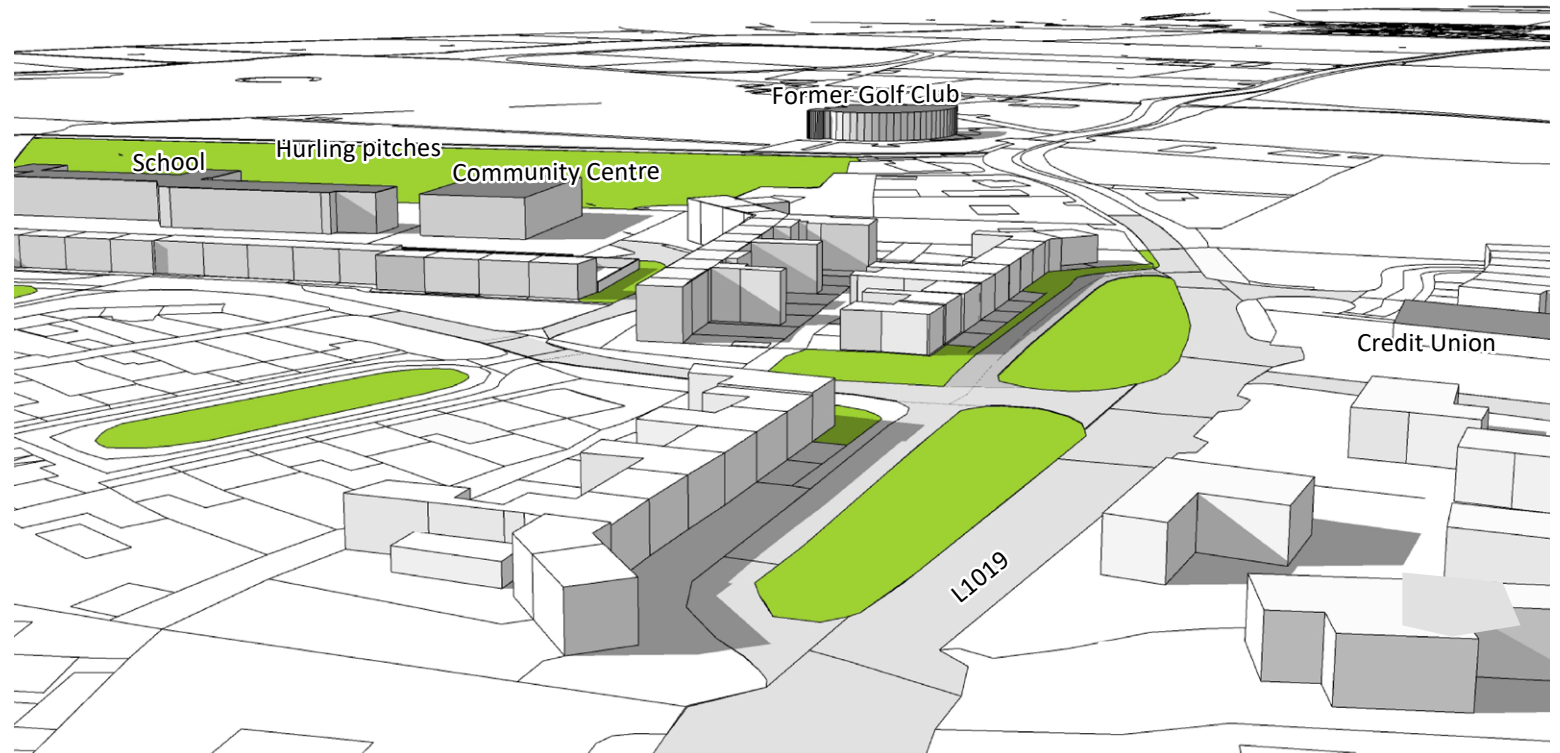 Former Golf Club
Hurling pitches
School
Community Centre
Credit Union
L1019